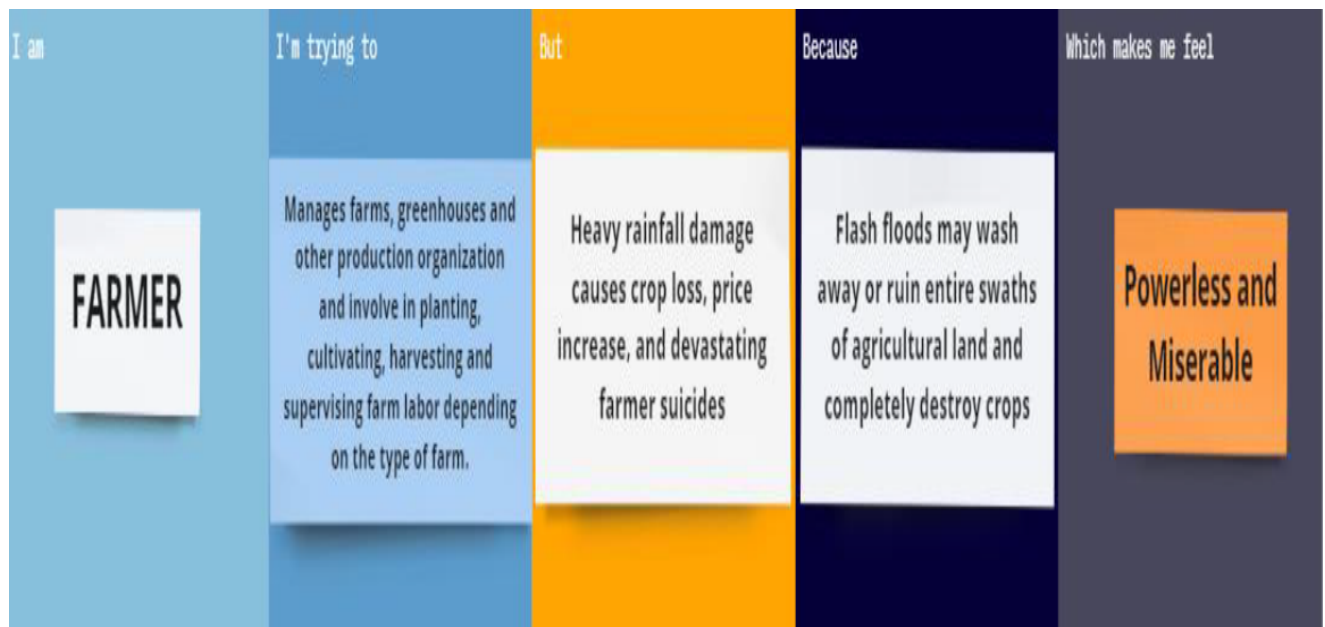 I am
FARMER
I'm trying to
Manages farms, greenhouses and
other production organization
and involve in planting,
cultivating, harvesting and
supervising farm labor depending
on the type of farm.
But
Heavy rainfall damage
causes crop loss, price
increase, and devastating
farmer suicides
Because
Flash floods may wash
away or ruin entire swaths
of agricultural land and
completely destroy crops
Which makes me feel
Powerless and
Miserable